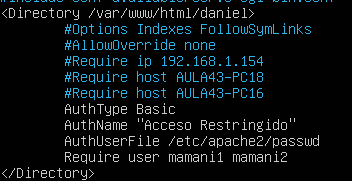 <Directory /var/www/html/daniel>
#Options Indexes FollowSymLinks
#AllowOverride none
#Require ip 192.168.1.154
#Require host AULA43-PC18
#Require host AULA43-PC16
AuthType Basic
AuthName "Acceso Restringido"
AuthUserFile /etc/apache2/passwd
Require user mamani1 mamani2
</Directory>